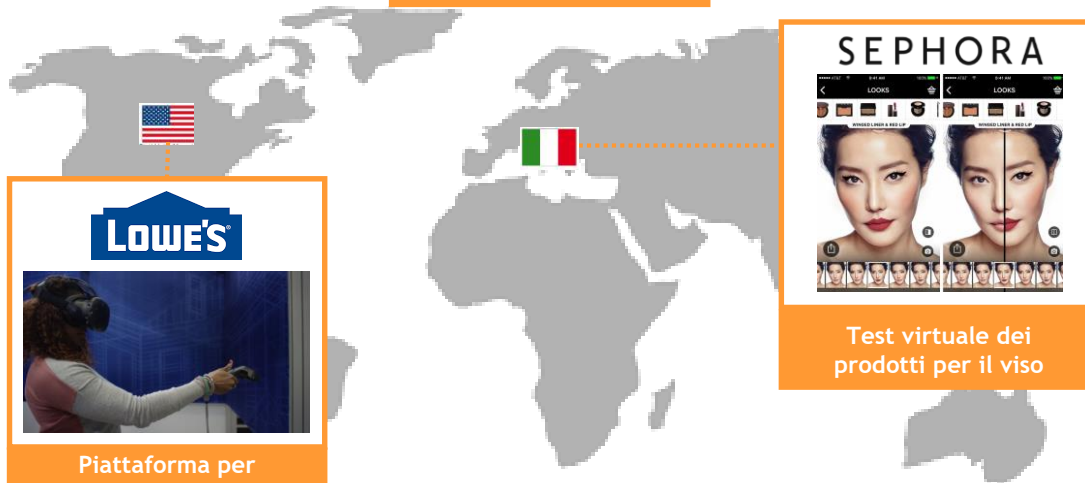 SEPHORA
LOOKS
LOOKS
WINGED LINER & RED LIP
WINGED LINER & RED LIP
Test virtuale dei
prodotti per il viso
LOWE'S
Piattaforma per